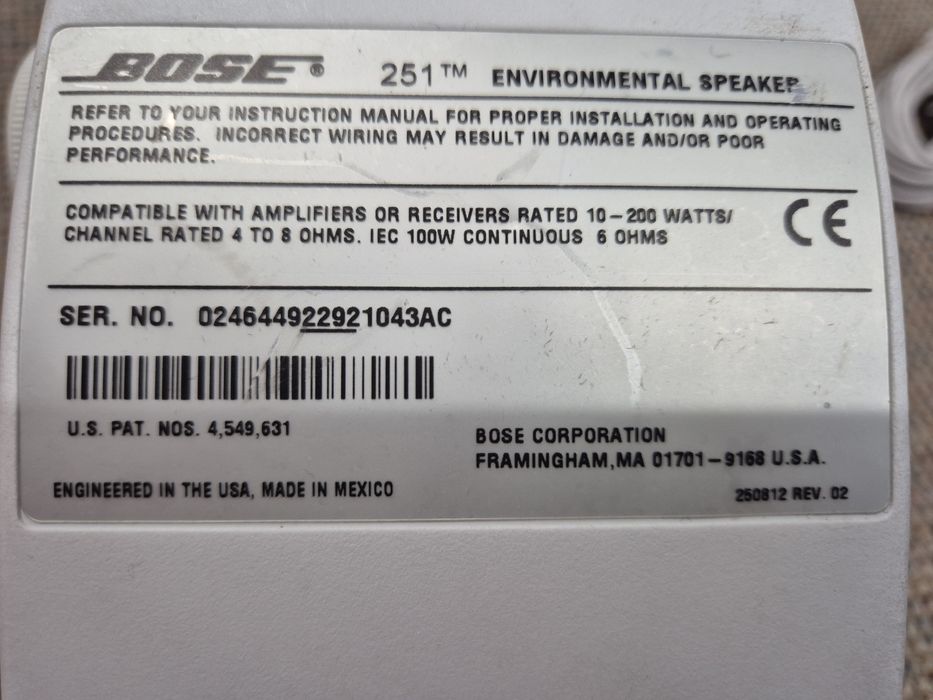 BOSE® 251™ ENVIRONMENTAL SPEAKER
REFER TO YOUR INSTRUCTION MANUAL FOR PROPER INSTALLATION AND OPERATING
PROCEDURES. INCORRECT WIRING MAY RESULT IN DAMAGE AND/OR POOR
PERFORMANCE.
COMPATIBLE WITH AMPLIFIERS OR RECEIVERS RATED 10-200 WATTS/
CHANNEL RATED 4 TO 8 OHMS. IEC 100W CONTINUOUS 6 OHMS
CE
SER. NO. 024644922921043AC
U.S. PAT. NOS. 4,549,631
BOSE CORPORATION
FRAMINGHAM, MA 01701-9168 U.S.A.
ENGINEERED IN THE USA, MADE IN MEXICO
250812 REV. 02